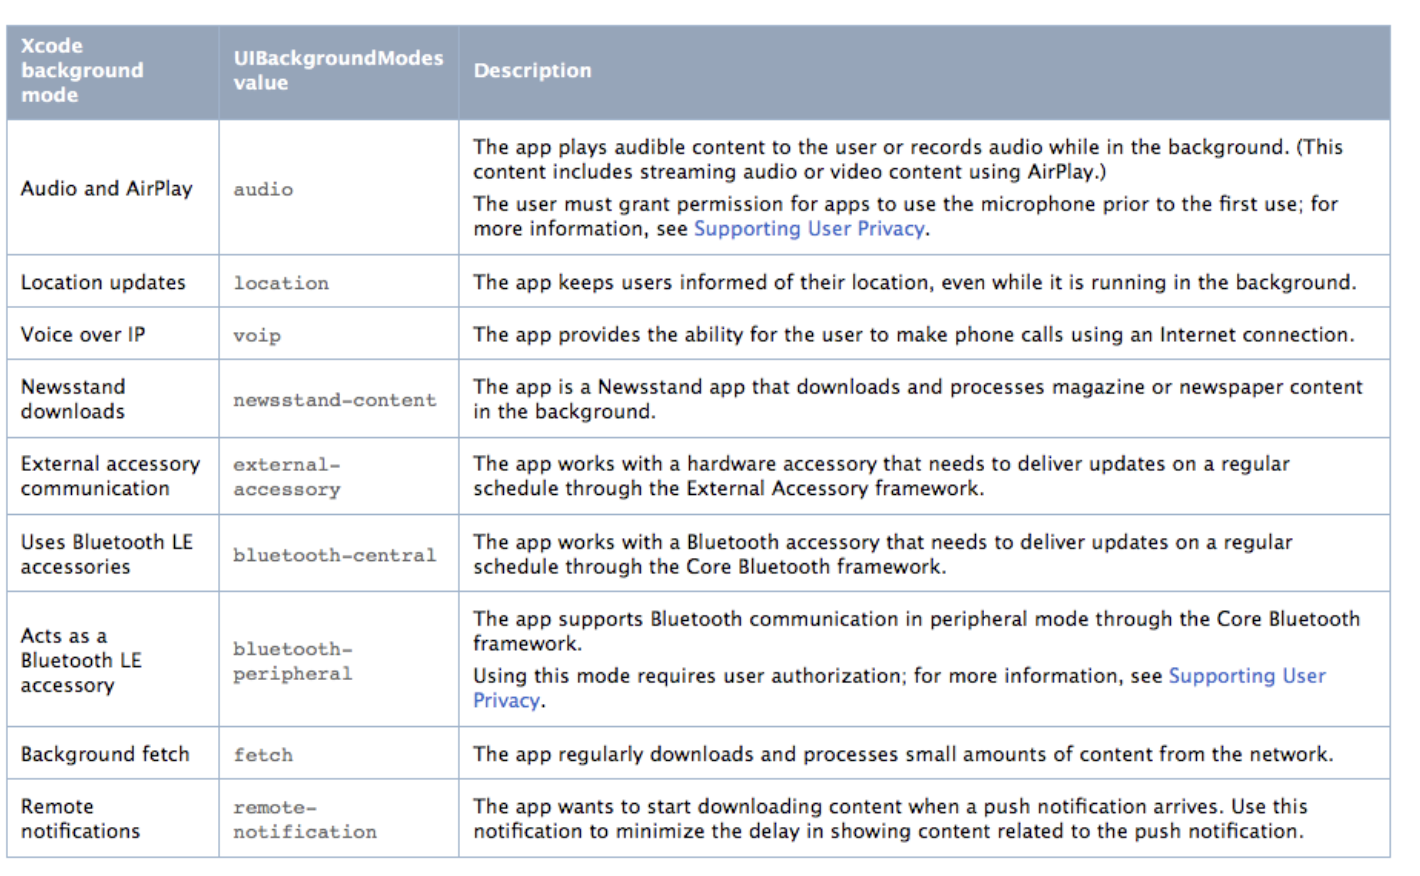 Xcode
background
mode
UIBackgroundModes
value
Description
Audio and AirPlay
audio
The app plays audible content to the user or records audio while in the background. (This
content includes streaming audio or video content using AirPlay.)
The user must grant permission for apps to use the microphone prior to the first use; for
more information, see Supporting User Privacy.
Location updates
location
The app keeps users informed of their location, even while it is running in the background.
Voice over IP
voip
The app provides the ability for the user to make phone calls using an Internet connection.
Newsstand
downloads
newsstand-content
The app is a Newsstand app that downloads and processes magazine or newspaper content
in the background.
External accessory
communication
external-
accessory
The app works with a hardware accessory that needs to deliver updates on a regular
schedule through the External Accessory framework.
Uses Bluetooth LE
accessories
bluetooth-central
The app works with a Bluetooth accessory that needs to deliver updates on a regular
schedule through the Core Bluetooth framework.
Acts as a
Bluetooth LE
accessory
bluetooth-
peripheral
The app supports Bluetooth communication in peripheral mode through the Core Bluetooth
framework.
Using this mode requires user authorization; for more information, see Supporting User
Privacy.
Background fetch
fetch
The app regularly downloads and processes small amounts of content from the network.
Remote
notifications
remote-
notification
The app wants to start downloading content when a push notification arrives. Use this
notification to minimize the delay in showing content related to the push notification.